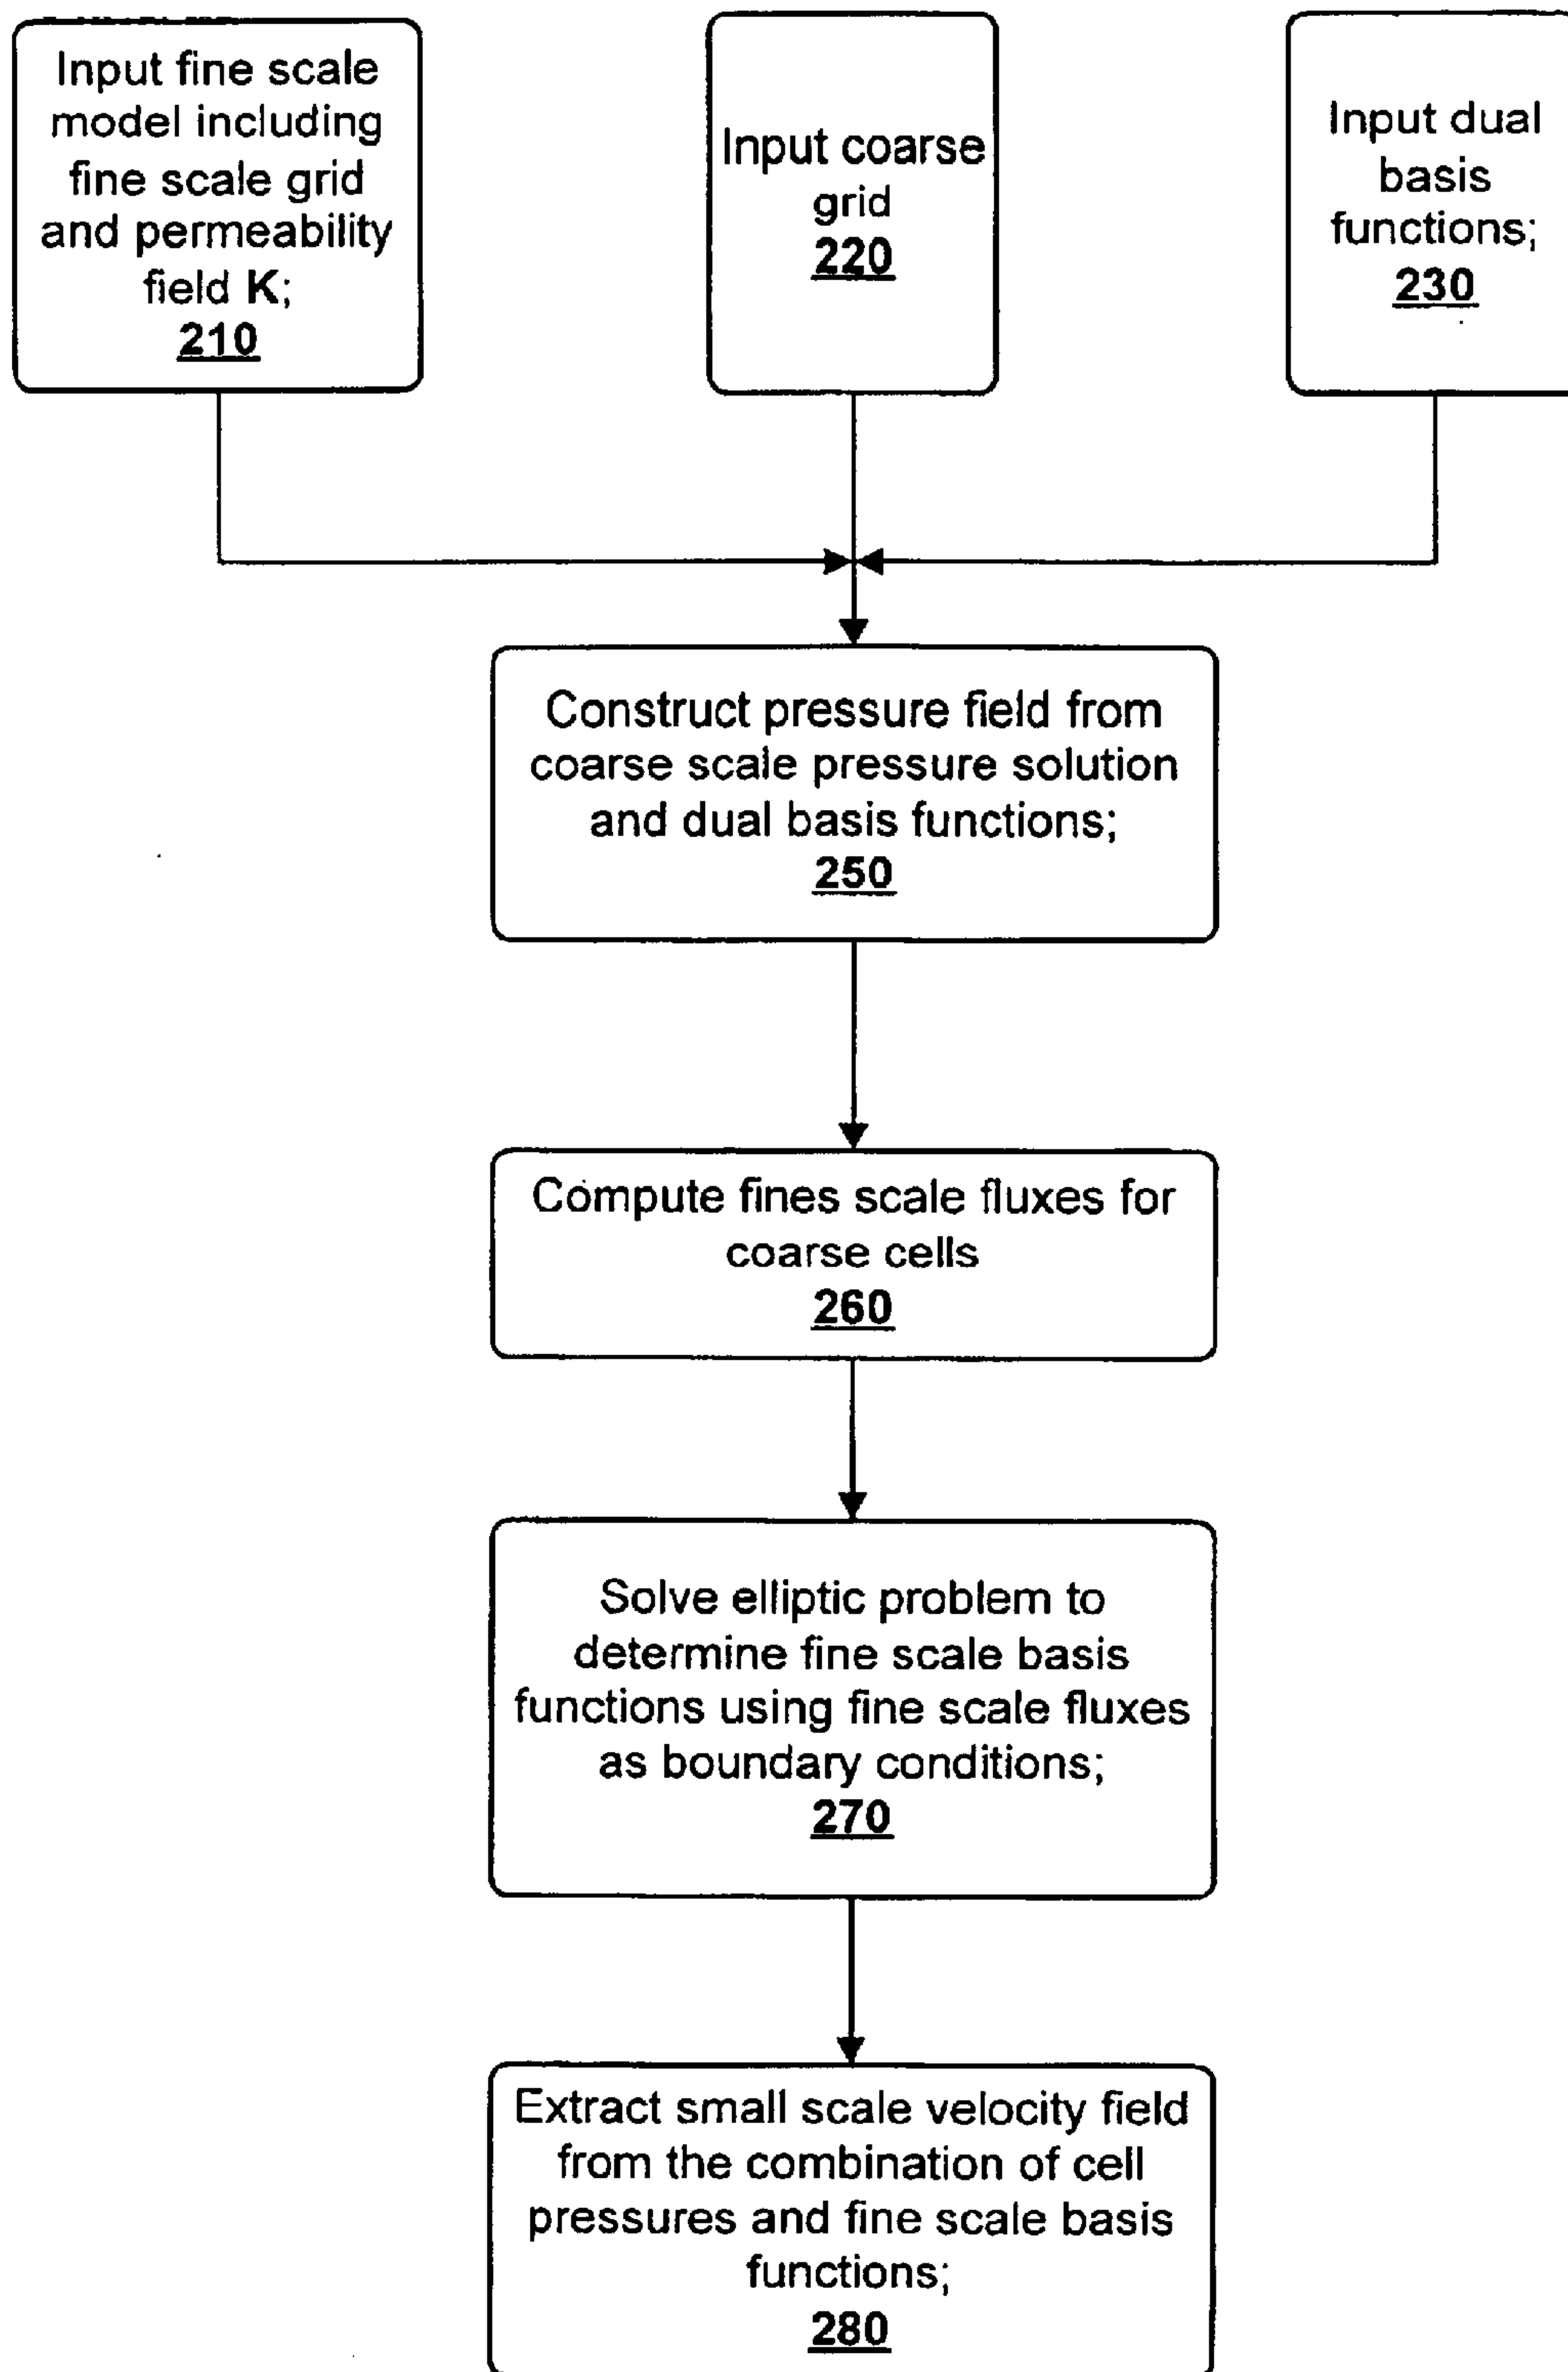 Input fine scale
model including
fine scale grid
and permeability
field K;
210
Input coarse
grid
220
Input dual
basis
functions;
230
Construct pressure field from
coarse scale pressure solution
and dual basis functions;
250
Compute fines scale fluxes for
coarse cells
260
Solve elliptic problem to
determine fine scale basis
functions using fine scale fluxes
as boundary conditions;
270
Extract small scale velocity field
from the combination of cell
pressures and fine scale basis
functions;
280